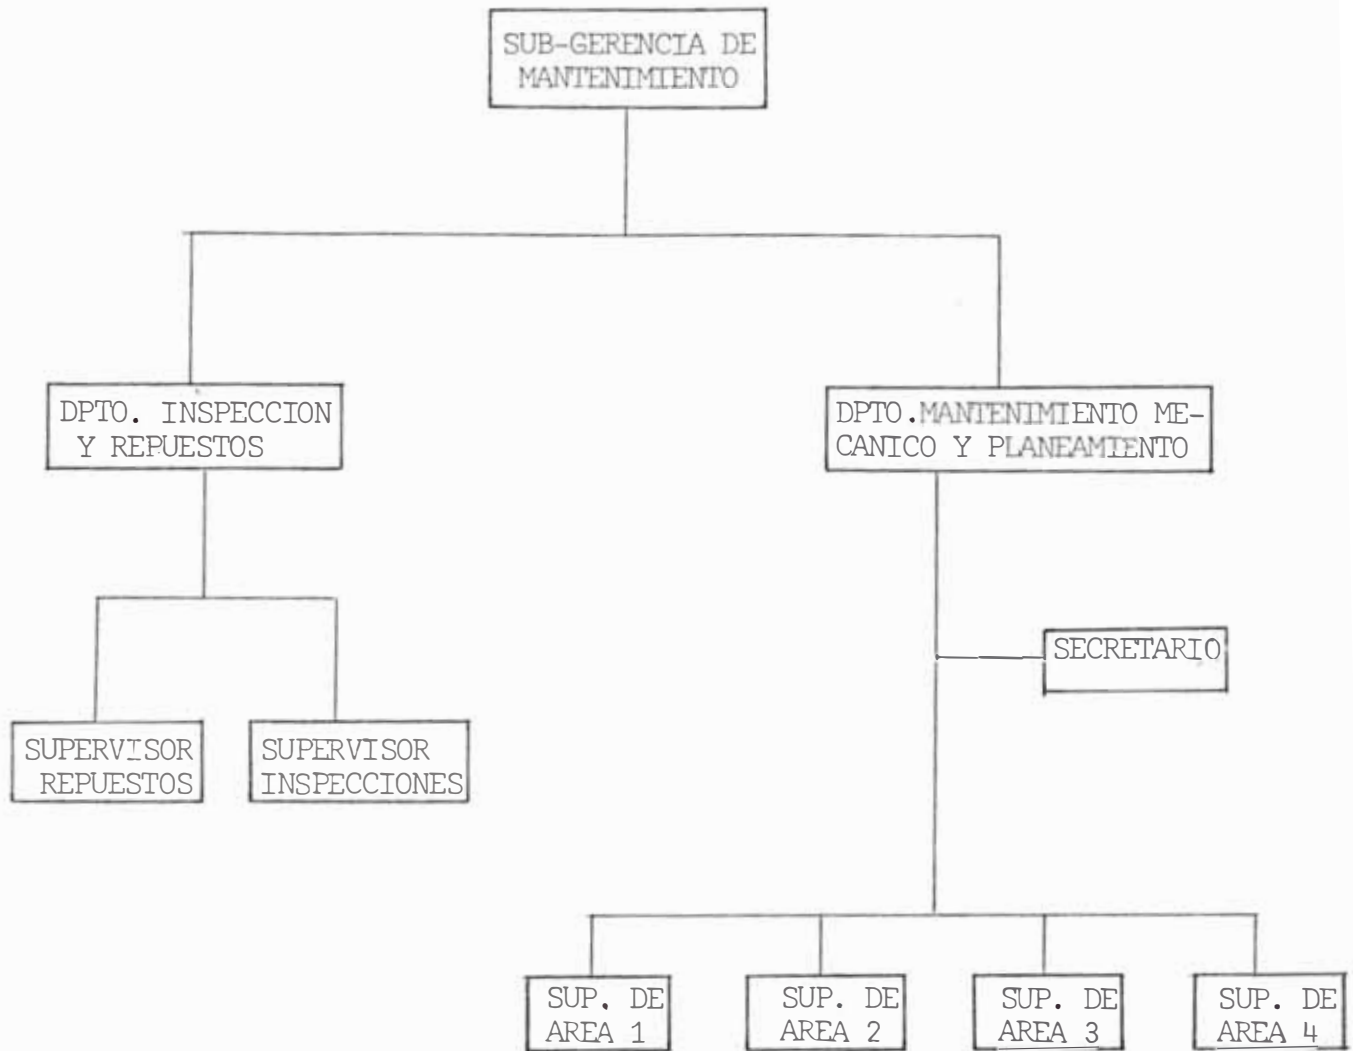 SUB-GERENCIA DE
MANTENIMIENTO
DPTO. INSPECCION
Y REPUESTOS
DPTO.MANTENIMIENTO ME-
CANICO Y PLANEAMIENTO
SECRETARIO
SUPERVISOR
REPUESTOS
SUPERVISOR
INSPECCIONES
SUP. DE
AREA 1
SUP. DE
AREA 2
SUP. DE
AREA 3
SUP. DE
AREA 4